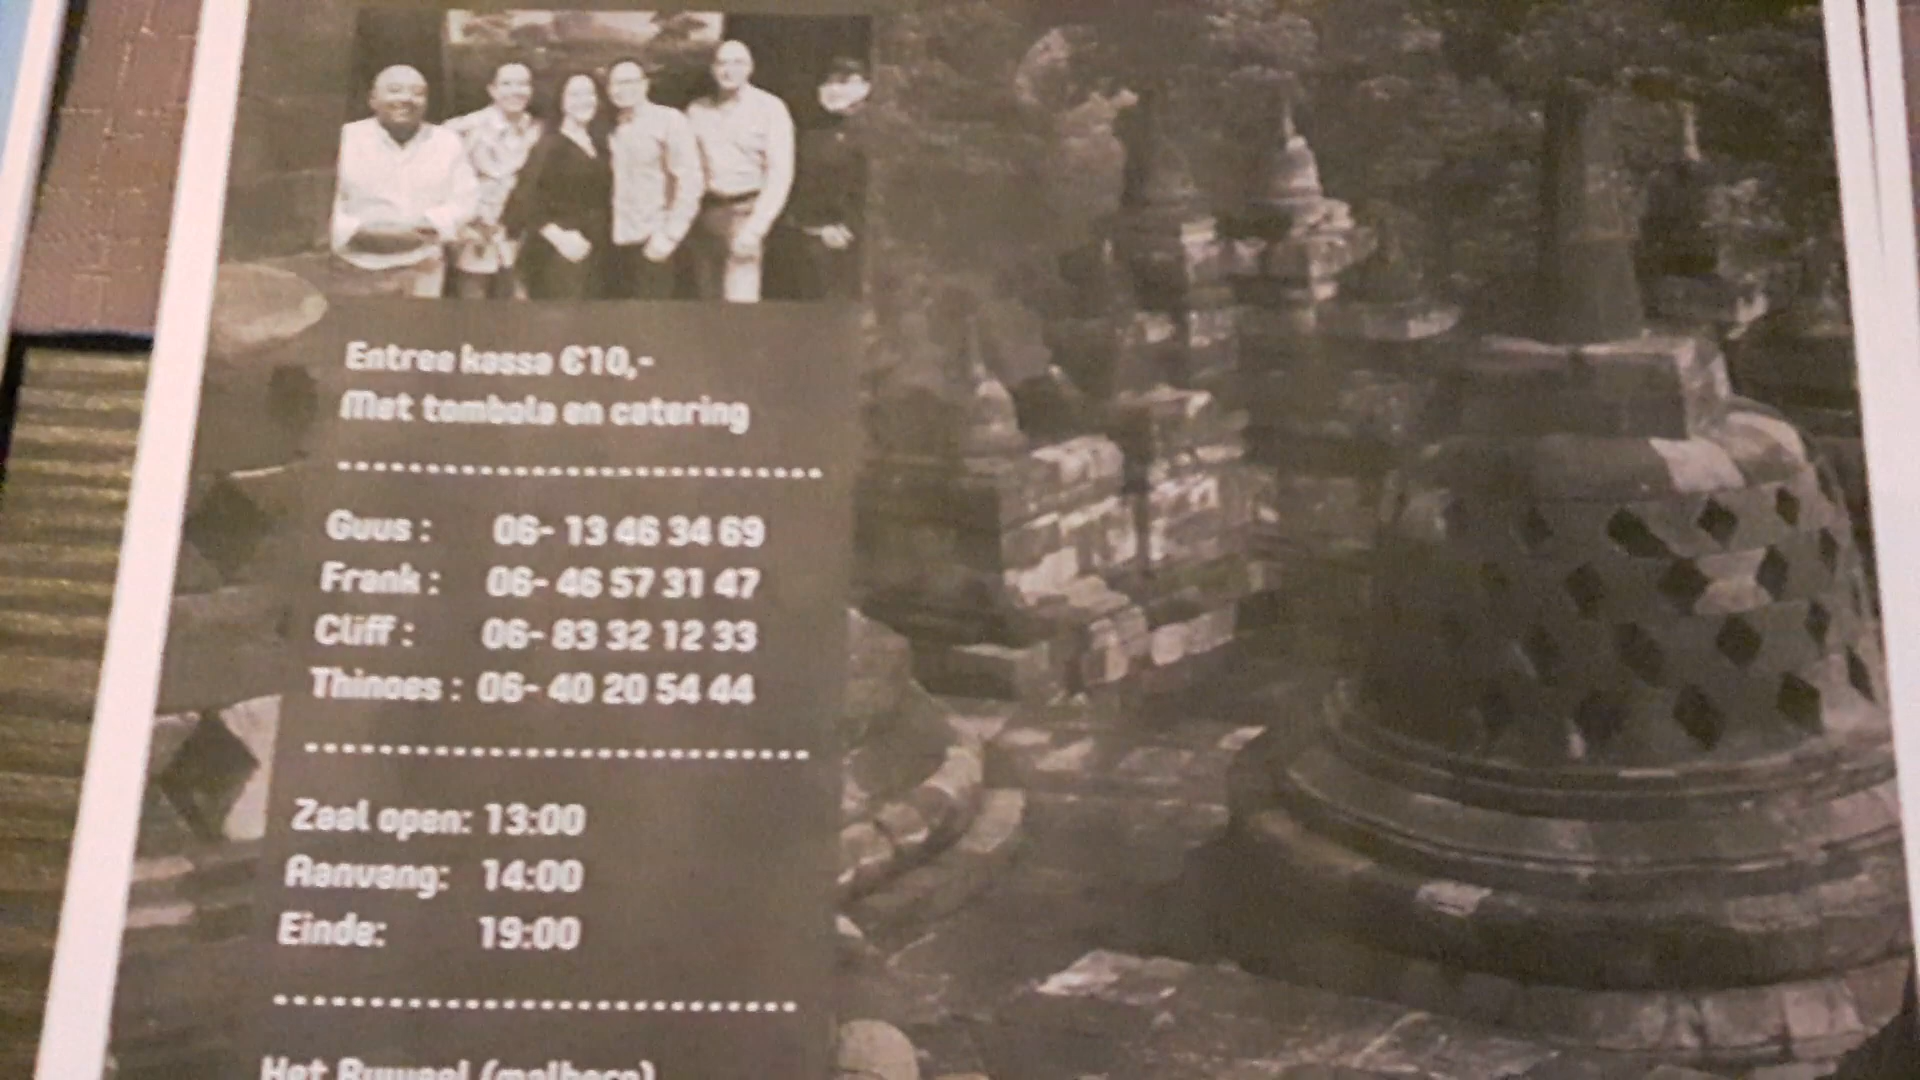 Entree kassa €10,-
Met tombola en catering
Guus : 06- 13 46 34 69
Frank : 06- 46 57 31 47
Cliff : 06- 83 32 12 33
Thinoes : 06- 40 20 54 44
Zaal open: 13:00
Aanvang: 14:00
Einde: 19:00
Het